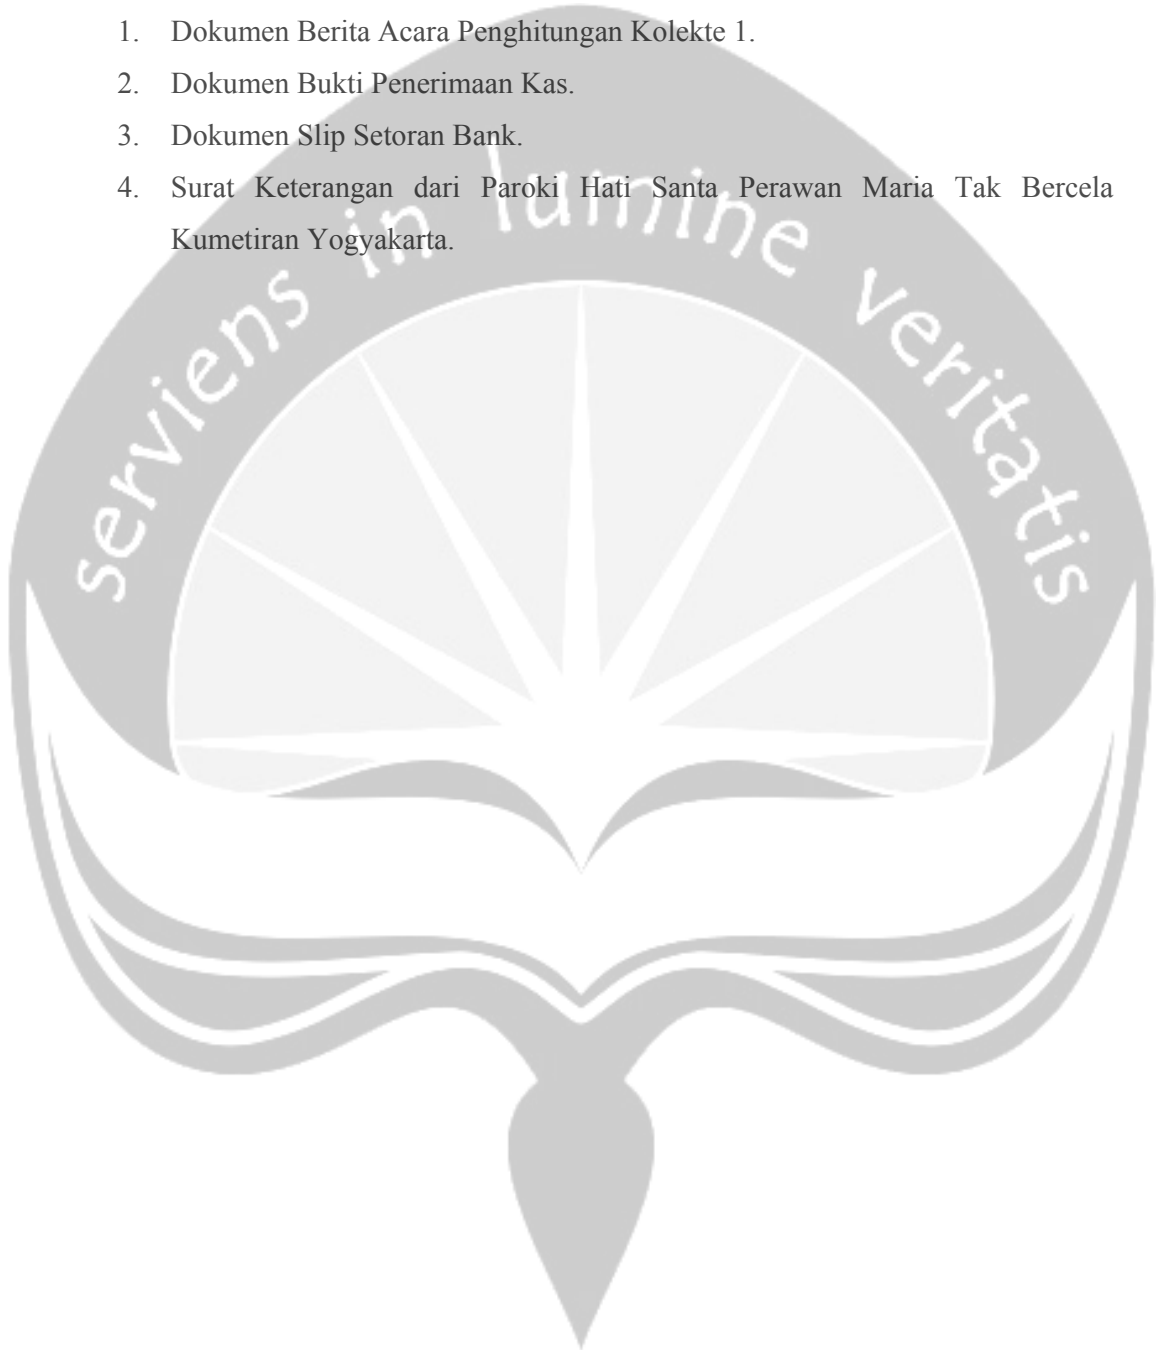 1. Dokumen Berita Acara Penghitungan Kolekte 1.
2. Dokumen Bukti Penerimaan Kas.
3. Dokumen Slip Setoran Bank.
4. Surat Keterangan dari Paroki Hati Santa Perawan Maria Tak Bercela
Kumetiran Yogyakarta.
serviens in lumine veritatis